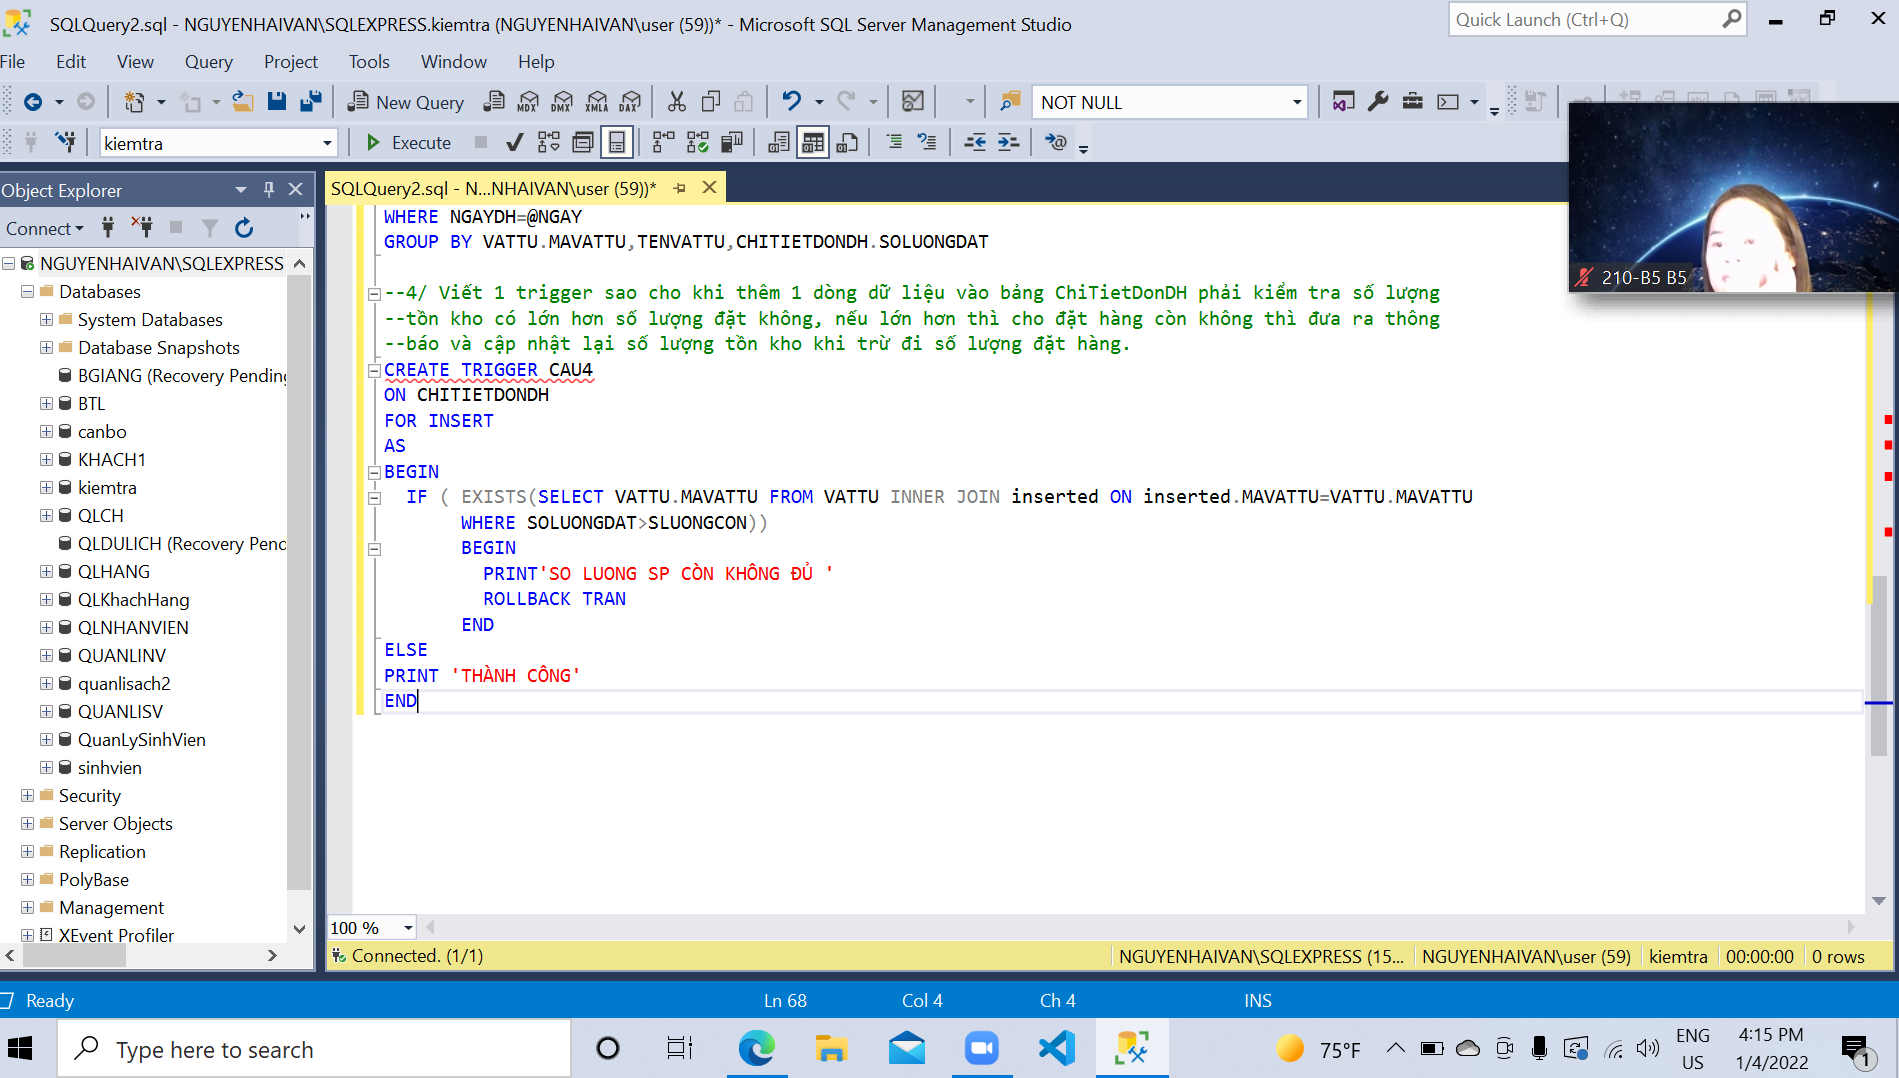 SQLQuery2.sql - NGUYENHAIVAN\SQLEXPRESS.kiemtra (NGUYENHAIVAN\user (59))* - Microsoft SQL Server Management Studio
Quick Launch (Ctrl+Q)
File Edit View Query Project Tools Window Help
New Query
MDX DMX XMLA DAX
NOT NULL
kiemtra
Execute
Object Explorer
SQLQuery2.sql - N...NHAIVAN\user (59))*
Connect
NGUYENHAIVAN\SQLEXPRESS
Databases
System Databases
Database Snapshots
BGIANG (Recovery Pending
BTL
canbo
KHACH1
kiemtra
QLCH
QLDULICH (Recovery Pend
QLHANG
QLKhachHang
QLNHANVIEN
QUANLINV
quanlisach2
QUANLISV
QuanLySinhVien
sinhvien
Security
Server Objects
Replication
PolyBase
Management
XEvent Profiler
WHERE NGAYDH=@NGAY
GROUP BY VATTU.MAVATTU,TENVATTU,CHITIETDONDH.SOLUONGDAT
--4/ Viết 1 trigger sao cho khi thêm 1 dòng dữ liệu vào bảng ChiTietDonDH phải kiểm tra số lượng
--tồn kho có lớn hơn số lượng đặt không, nếu lớn hơn thì cho đặt hàng còn không thì đưa ra thông
--báo và cập nhật lại số lượng tồn kho khi trừ đi số lượng đặt hàng.
CREATE TRIGGER CAU4
ON CHITIETDONDH
FOR INSERT
AS
BEGIN
IF ( EXISTS(SELECT VATTU.MAVATTU FROM VATTU INNER JOIN inserted ON inserted.MAVATTU=VATTU.MAVATTU
WHERE SOLUONGDAT>SLUONGCON))
BEGIN
PRINT'SO LUONG SP CÒN KHÔNG ĐỦ '
ROLLBACK TRAN
END
ELSE
PRINT 'THÀNH CÔNG'
END
210-B5 B5
100 %
Connected. (1/1)
NGUYENHAIVAN\SQLEXPRESS (15... NGUYENHAIVAN\user (59) kiemtra 00:00:00 0 rows
Ready
Ln 68 Col 4 Ch 4 INS
Type here to search
75°F
ENG
US
4:15 PM
1/4/2022
1